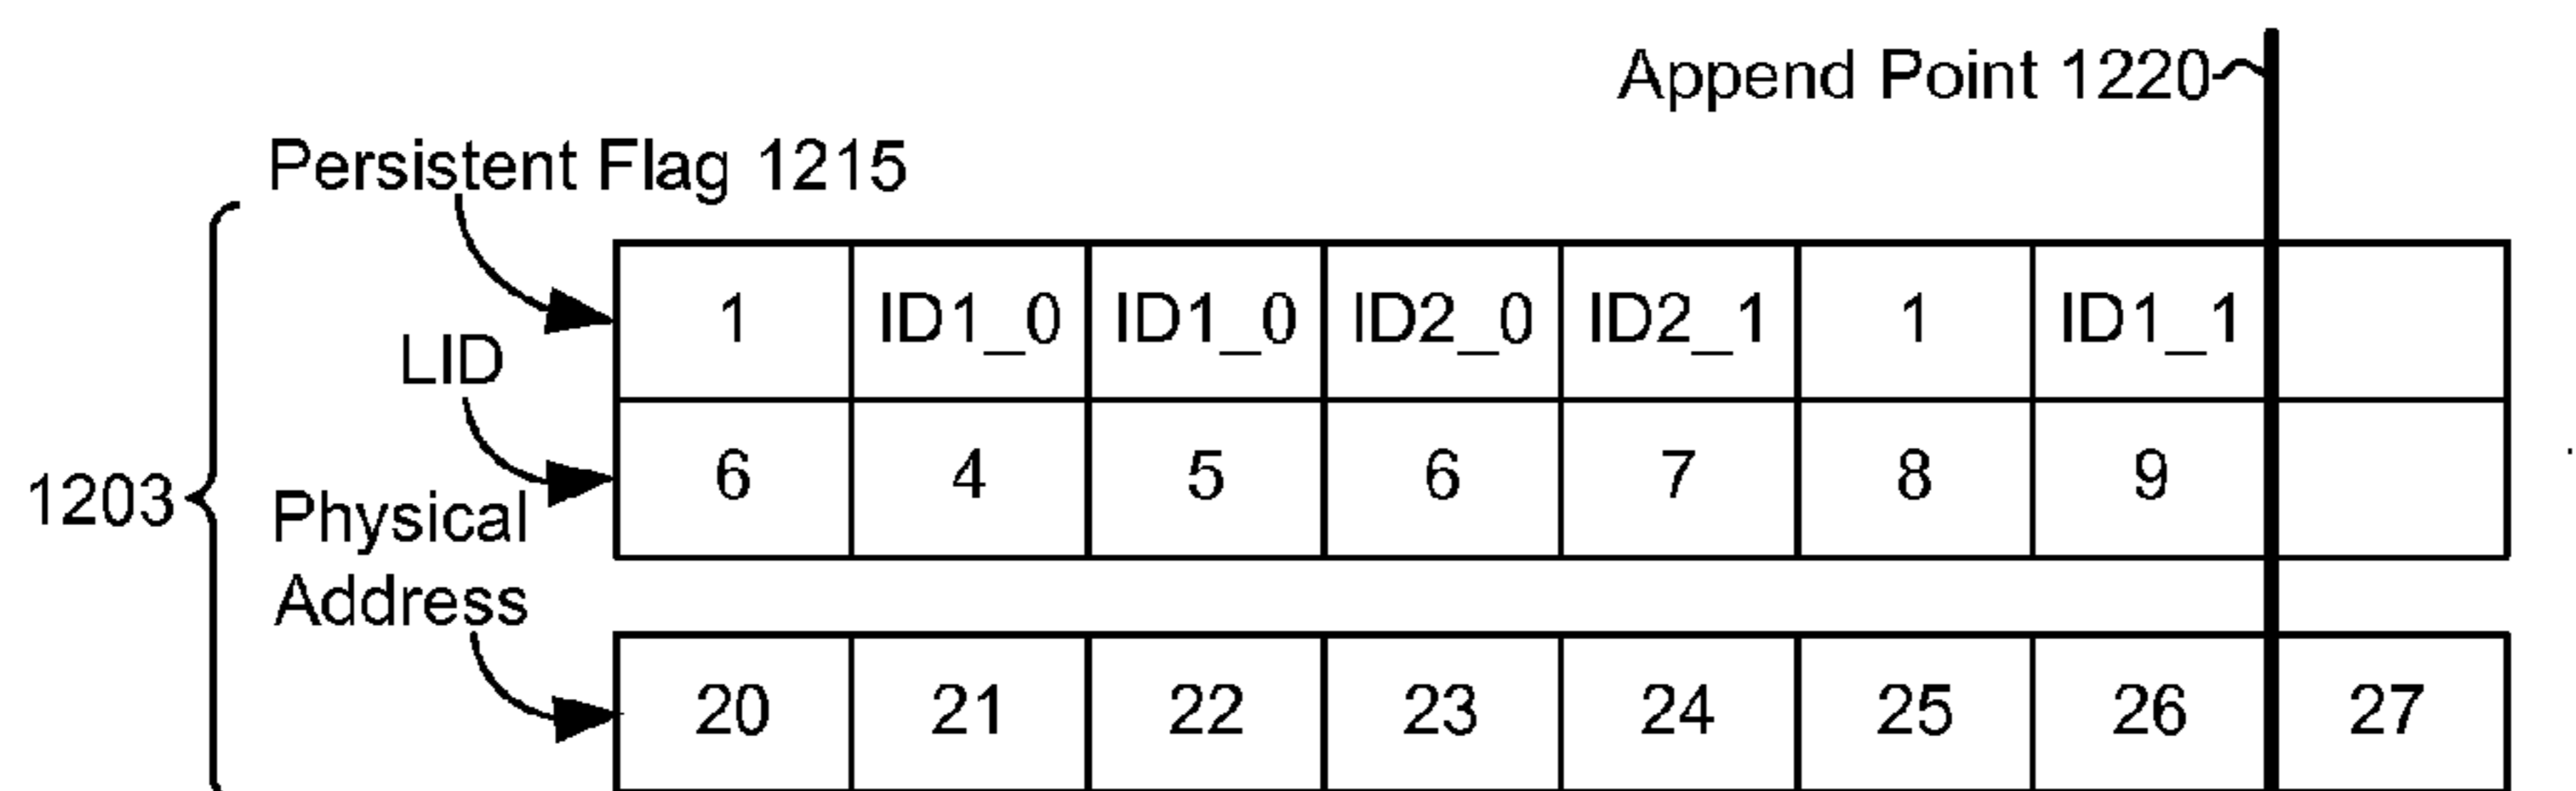 Append Point 1220
Persistent Flag 1215
1 ID1_0 ID1_0 ID2_0 ID2_1 1 ID1_1
LID
6 4 5 6 7 8 9
1203
Physical
Address
20 21 22 23 24 25 26 27